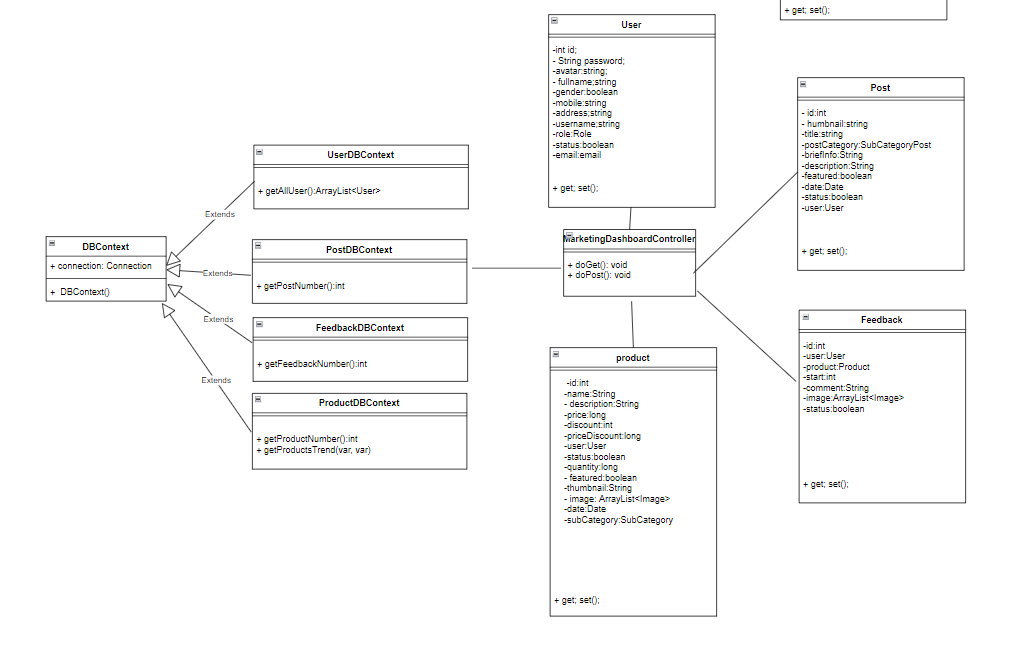 + get; set();
User
-int id;
- String password;
-avatar:string;
- fullname;string
-gender:boolean
-mobile:string
-address;string
-username;string
-role:Role
-status:boolean
-email:email
+ get; set();
Post
- id:int
- humbnail:string
-title:string
-postCategory:SubCategoryPost
-briefInfo:String
-description:String
-featured:boolean
-date:Date
-status:boolean
-user:User
+ get; set();
UserDBContext
+ getAllUser():ArrayList<User>
Extends
DBContext
+ connection: Connection
+ DBContext()
PostDBContext
+ getPostNumber():int
Extends
MarketingDashboardController
+ doGet(): void
+ doPost(): void
FeedbackDBContext
+ getFeedbackNumber():int
Extends
Feedback
-id:int
-user:User
-product:Product
-start:int
-comment:String
-image:ArrayList<Image>
-status:boolean
+ get; set();
ProductDBContext
+ getProductNumber():int
+ getProductsTrend(var, var)
Extends
product
-id:int
-name:String
- description:String
-price:long
-discount:int
-priceDiscount:long
-user:User
-status:boolean
-quantity:long
- featured:boolean
-thumbnail:String
- image: ArrayList<Image>
-date:Date
-subCategory:SubCategory
+ get; set();